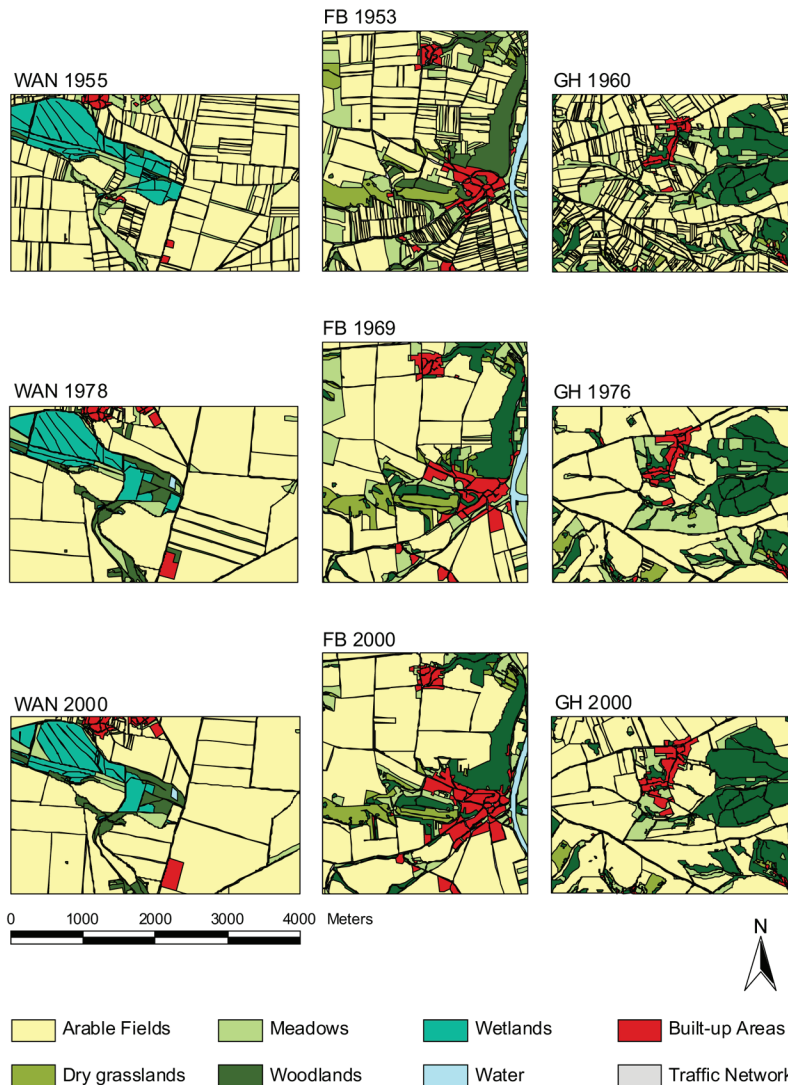 FB 1953
WAN 1955
GH 1960
FB 1969
WAN 1978
GH 1976
FB 2000
WAN 2000
GH 2000
0 1000 2000 3000 4000 Meters
N
Arable Fields Meadows Wetlands Built-up Areas
Dry grasslands Woodlands Water Traffic Network